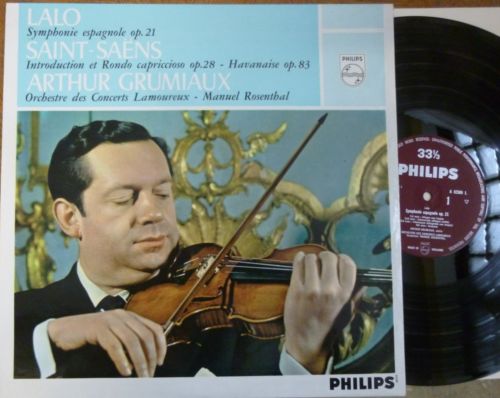 LALO
Symphonie espagnole op.21
SAINT-SAËNS
Introduction et Rondo capriccioso op.28 - Havanaise op.83
ARTHUR GRUMIAUX
Orchestre des Concerts Lamoureux - Manuel Rosenthal
PHILIPS
PHILIPS
33⅓
PHILIPS
1
Symphonie espagnole op. 21